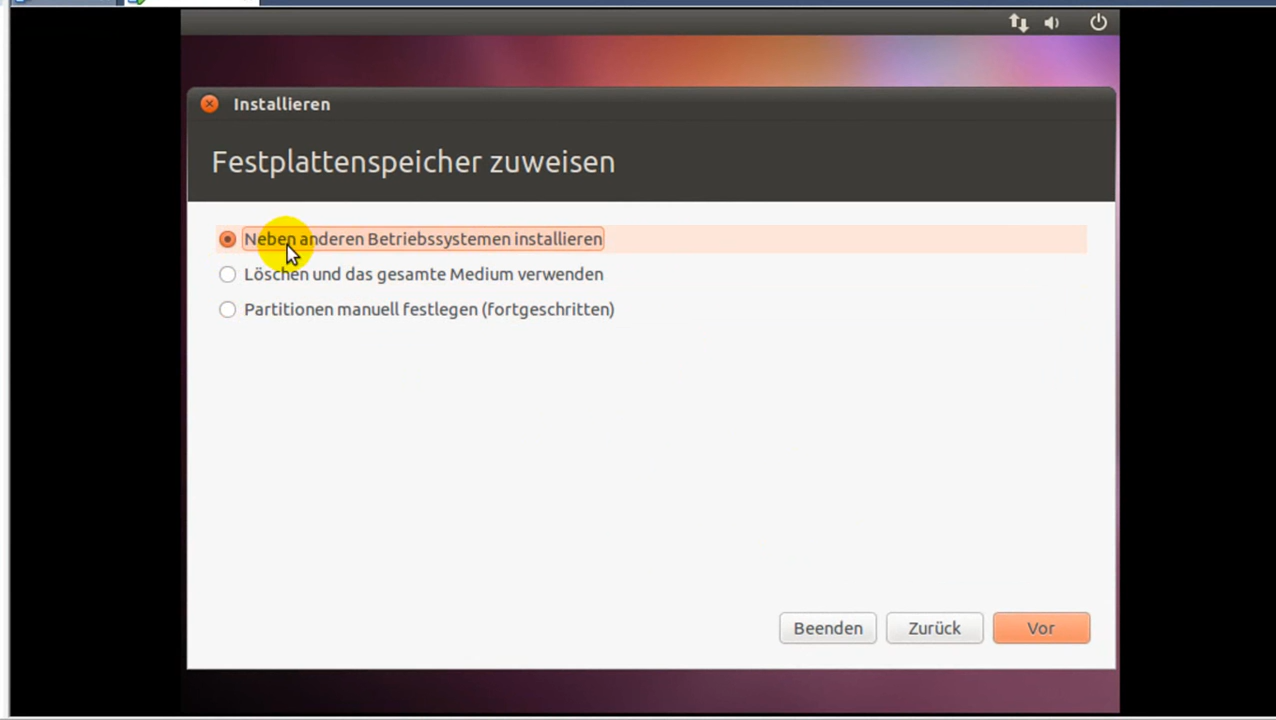 Installieren
Festplattenspeicher zuweisen
Neben anderen Betriebssystemen installieren
Löschen und das gesamte Medium verwenden
Partitionen manuell festlegen (fortgeschritten)
Beenden Zurück Vor